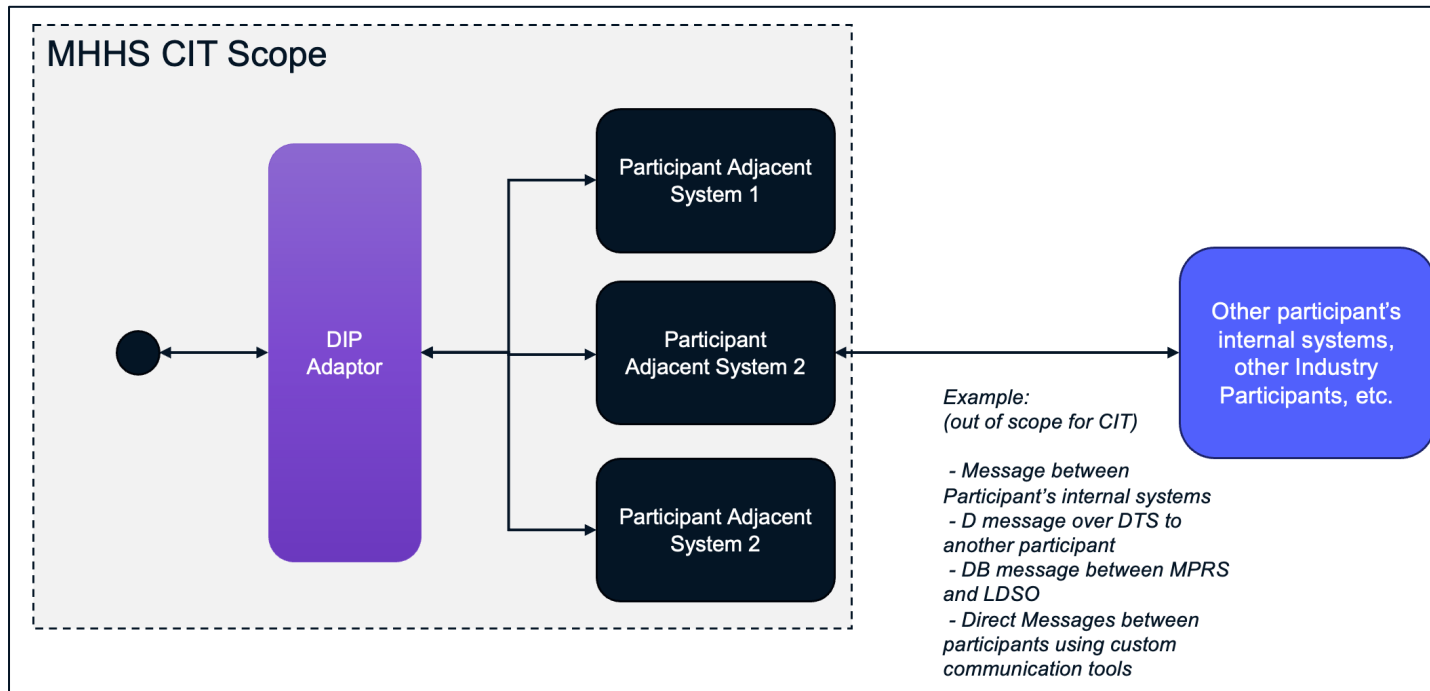 MHHS CIT Scope
DIP
Adaptor
Participant Adjacent
System 1
Participant
Adjacent System 2
Participant Adjacent
System 2
Other participant's
internal systems,
other Industry
Participants, etc.
Example:
(out of scope for CIT)
- Message between
Participant's internal systems
- D message over DTS to
another participant
- DB message between MPRS
and LDSO
- Direct Messages between
participants using custom
communication tools